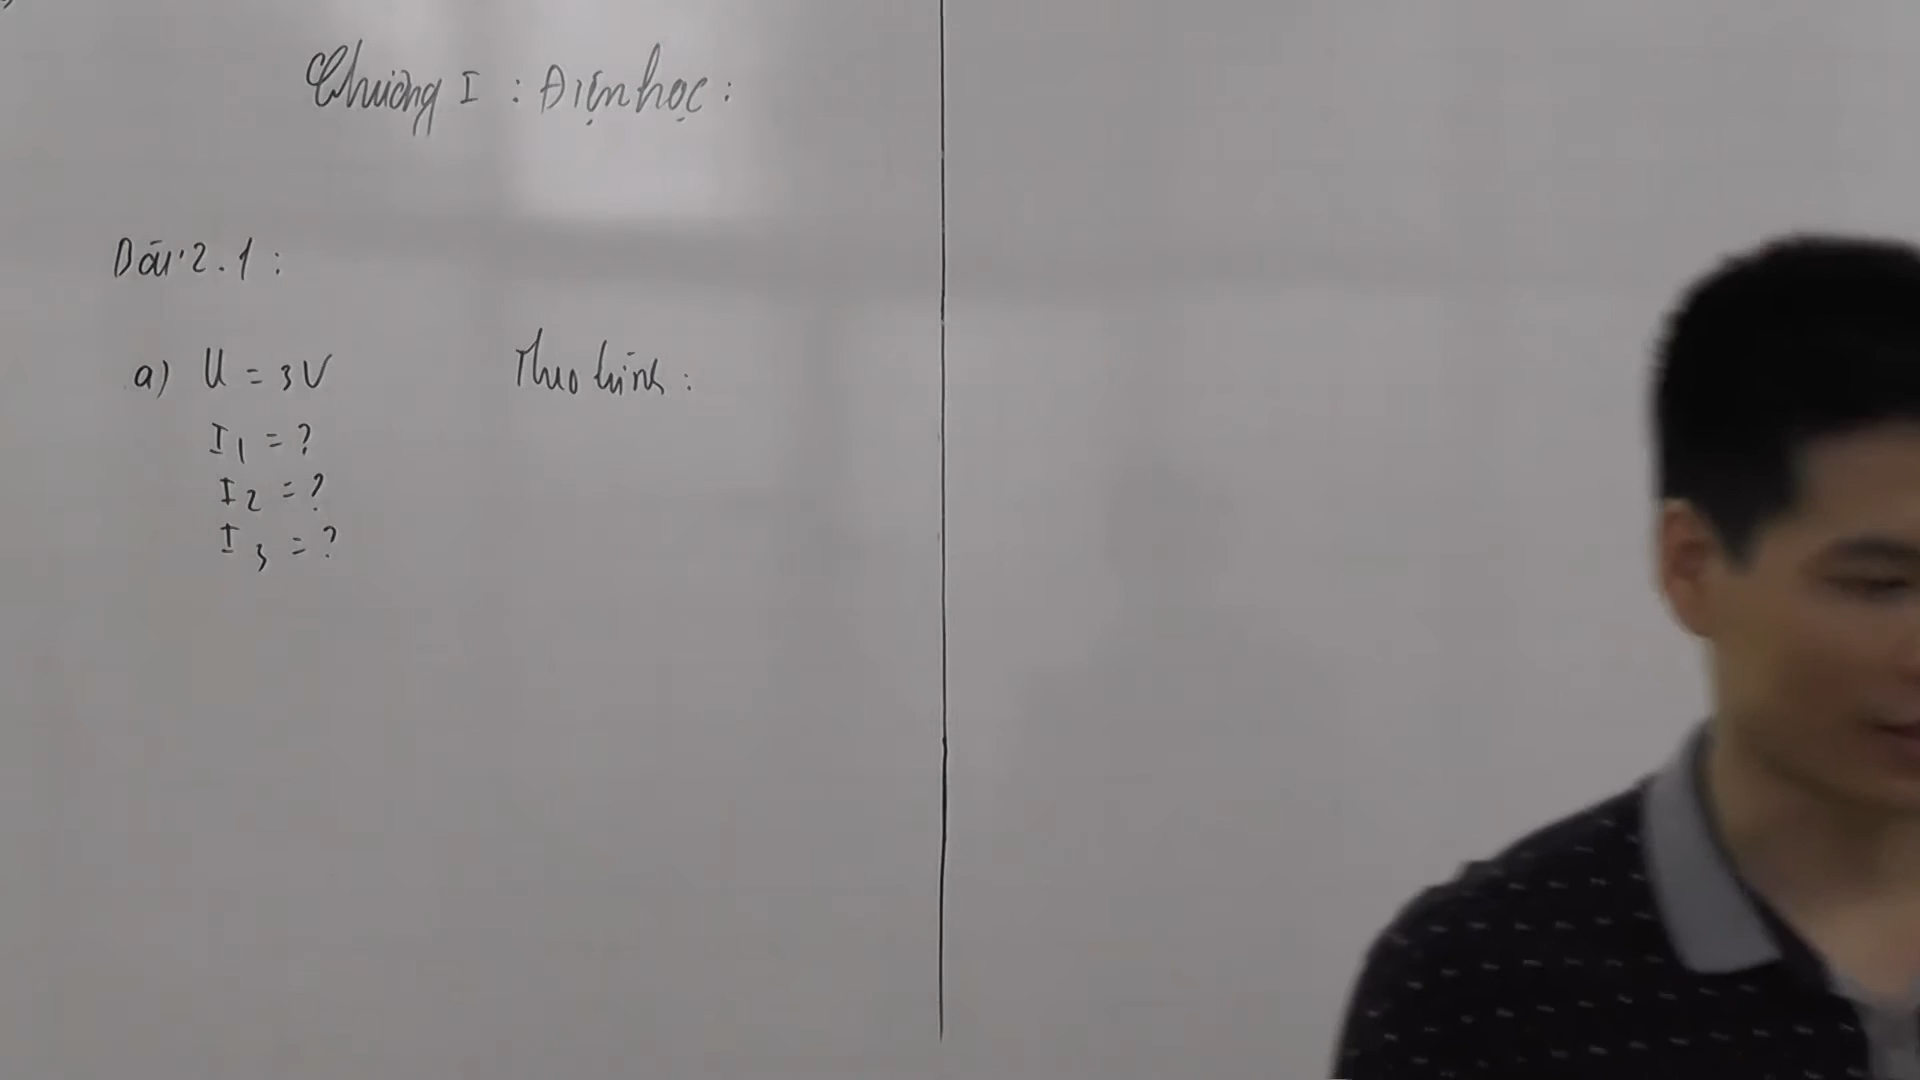 Chương I : Điện học :
Bài 2.1 :
a) U = 3V
I1 = ?
I2 = ?
I3 = ?
Theo hình :